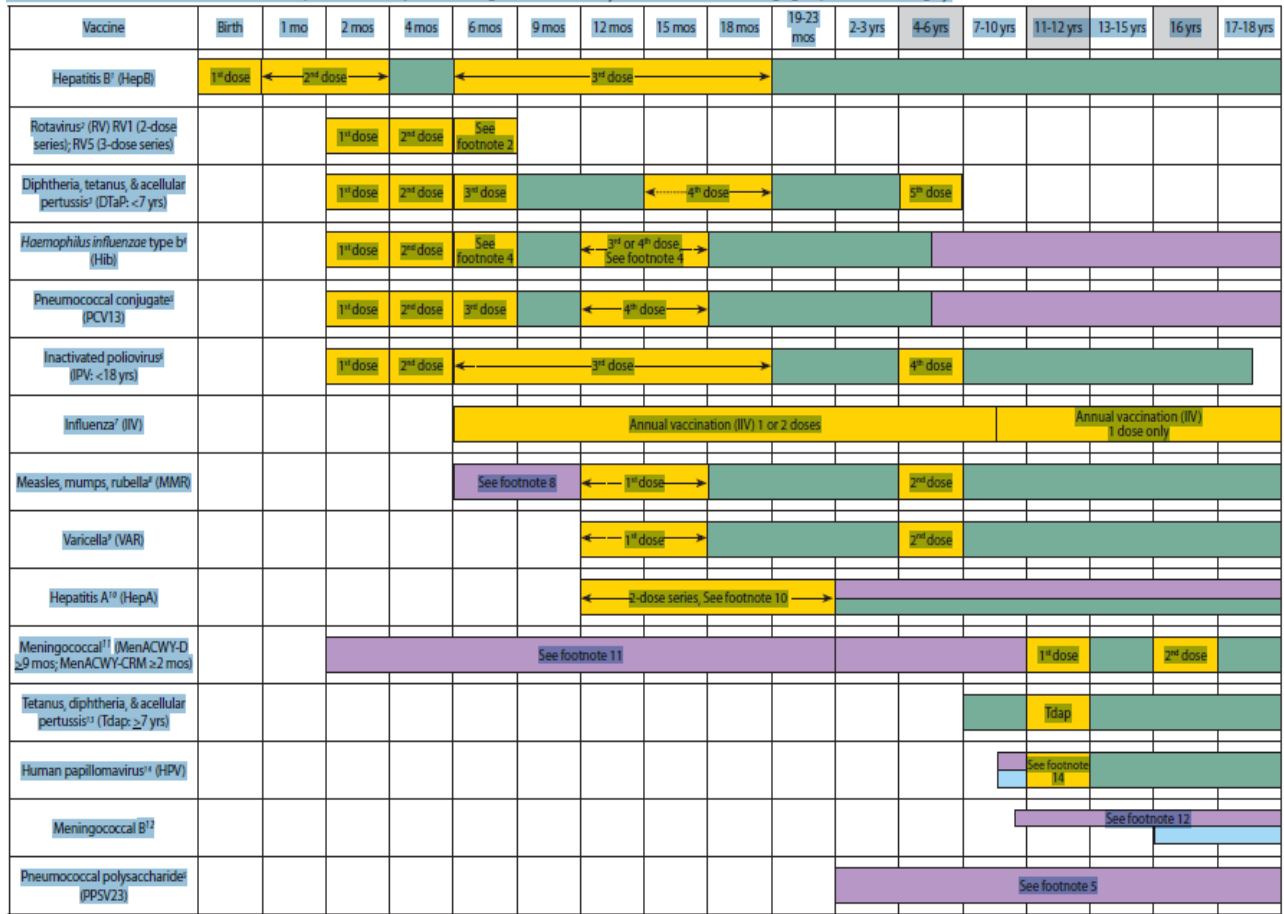 Vaccine Birth 1 mo 2 mos 4 mos 6 mos 9 mos 12 mos 15 mos 18 mos 19-23 mos 2-3 yrs 4-6 yrs 7-10 yrs 11-12 yrs 13-15 yrs 16 yrs 17-18 yrs
Hepatitis B¹ (HepB) 1st dose 2nd dose 3rd dose
Rotavirus² (RV) RV1 (2-dose
series); RV5 (3-dose series)
1st dose 2nd dose See
footnote 2
Diphtheria, tetanus, & acellular
pertussis³ (DTaP: <7 yrs)
1st dose 2nd dose 3rd dose 4th dose 5th dose
Haemophilus influenzae type b⁴
(Hib)
1st dose 2nd dose See
footnote 4
3rd or 4th dose,
See footnote 4
Pneumococcal conjugate⁵
(PCV13)
1st dose 2nd dose 3rd dose 4th dose
Inactivated poliovirus⁶
(IPV: <18 yrs)
1st dose 2nd dose 3rd dose 4th dose
Influenza⁷ (IIV) Annual vaccination (IIV) 1 or 2 doses
Annual vaccination (IIV)
1 dose only
Measles, mumps, rubella⁸ (MMR) See footnote 8 1st dose 2nd dose
Varicella⁹ (VAR) 1st dose 2nd dose
Hepatitis A¹⁰ (HepA) 2-dose series, See footnote 10
Meningococcal¹¹ (MenACWY-D
≥9 mos; MenACWY-CRM ≥2 mos)
See footnote 11 1st dose 2nd dose
Tetanus, diphtheria, & acellular
pertussis¹³ (Tdap: ≥7 yrs)
Tdap
Human papillomavirus¹⁴ (HPV) See footnote
14
Meningococcal B¹² See footnote 12
Pneumococcal polysaccharide⁵
(PPSV23)
See footnote 5